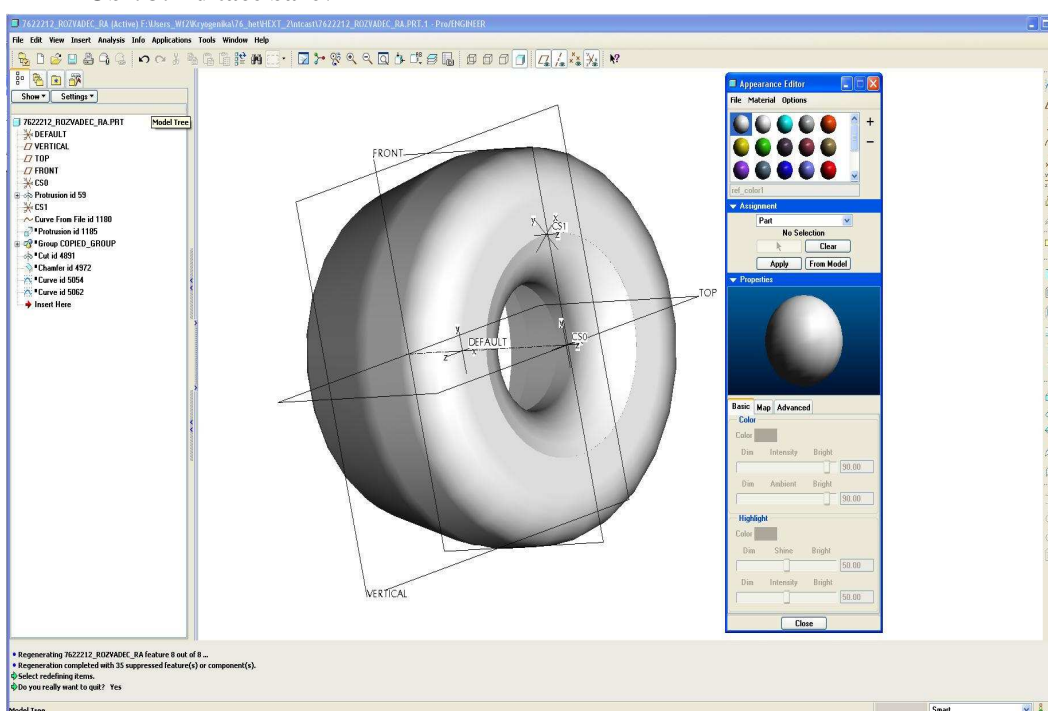 7622212_ROZVADEC_RA (Active) F:\Users_W12\Kryogenika\76_het\HEXT_2\ntcast\7622212_ROZVADEC_RA.PRT.1 - Pro/ENGINEER
File Edit View Insert Analysis Info Applications Tools Window Help
Show Settings
7622212_ROZVADEC_RA.PRT
Model Tree
DEFAULT
VERTICAL
TOP
FRONT
CS0
Protrusion id 59
CS1
Curve From File id 1180
Protrusion id 1185
Group COPIED_GROUP
Cut id 4891
Chamfer id 4972
Curve id 5054
Curve id 5062
Insert Here
FRONT
y x
CS1
z
TOP
y
DEFAULT
z x
CS0
z
VERTICAL
Appearance Editor
File Material Options
ref_color1
Assignment
Part
No Selection
Clear
Apply From Model
Properties
Basic Map Advanced
Color
Color
Dim Intensity Bright
90.00
Dim Ambient Bright
90.00
Highlight
Color
Dim Shine Bright
50.00
Dim Intensity Bright
50.00
Close
Regenerating 7622212_ROZVADEC_RA feature 8 out of 8 ...
Regeneration completed with 35 suppressed feature(s) or component(s).
Select redefining items.
Do you really want to quit? Yes
Model Tree
Smart